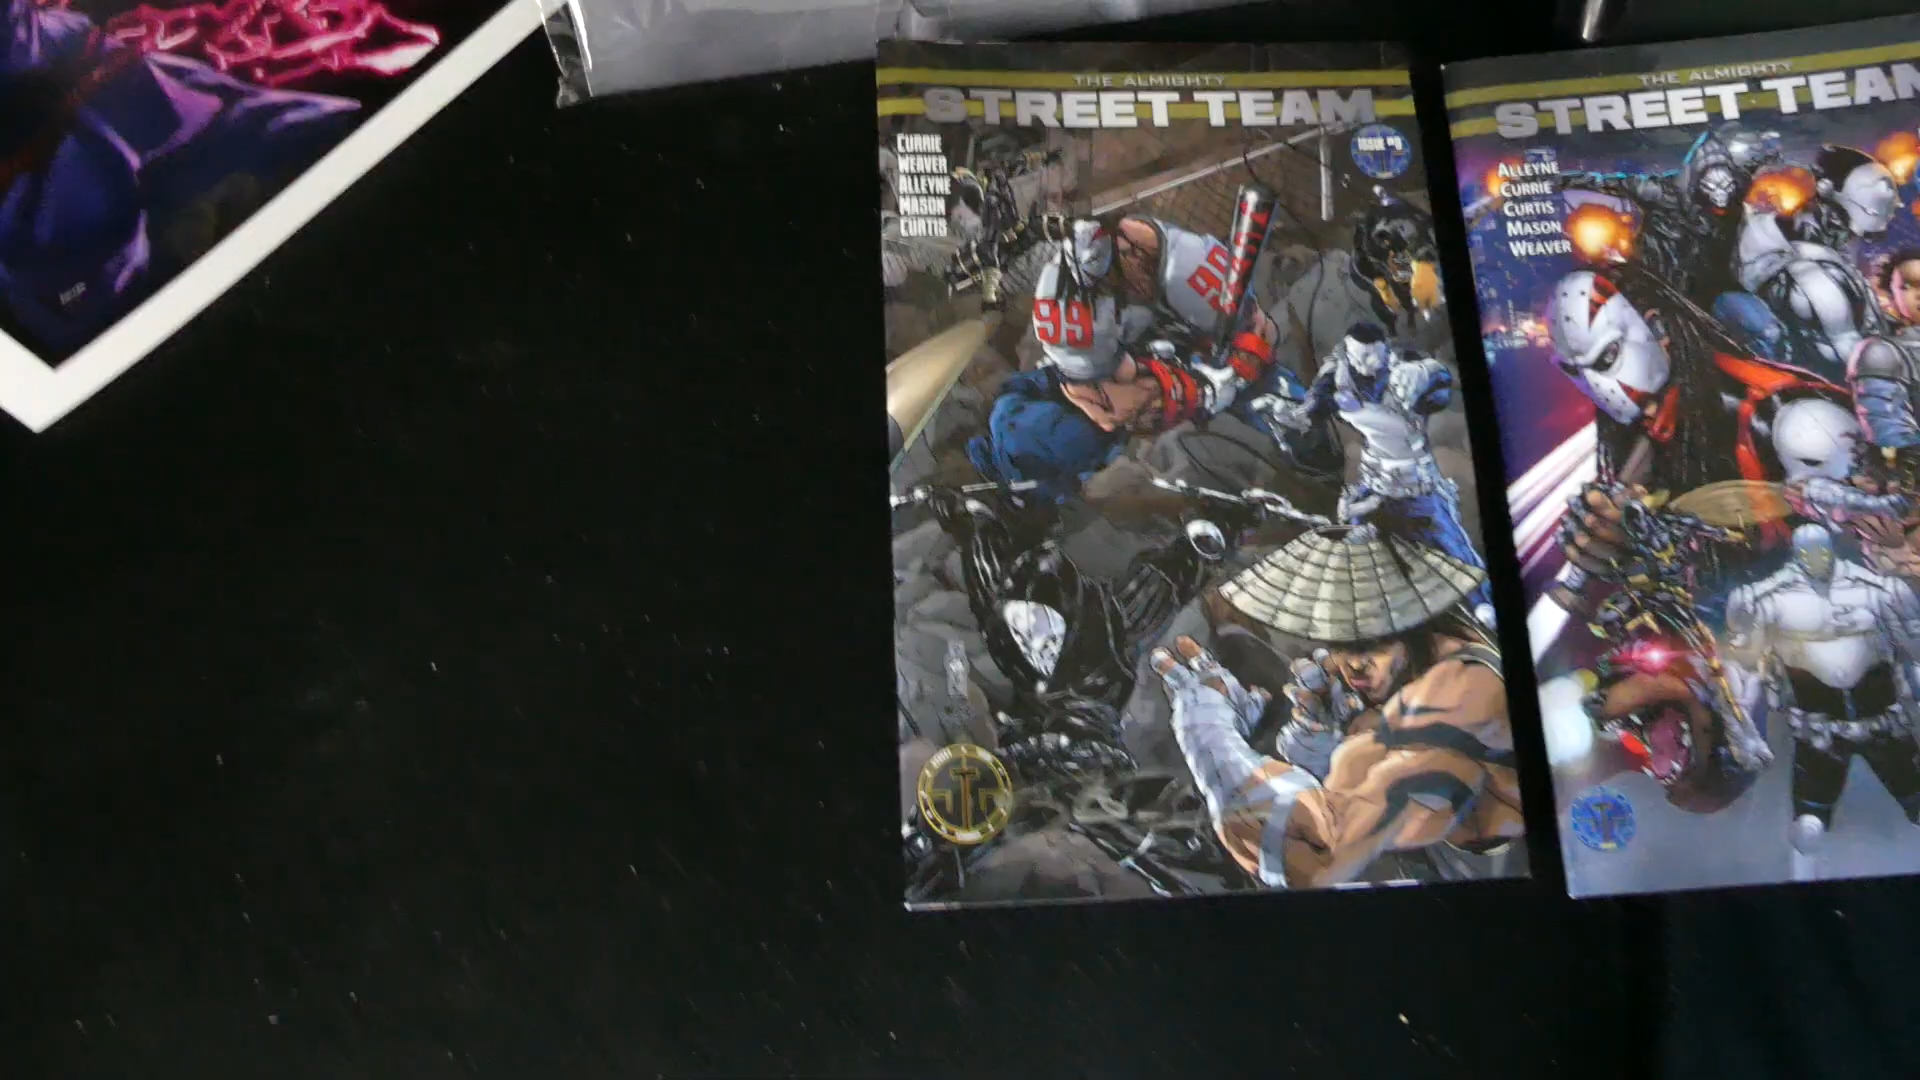 THE ALMIGHTY
STREET TEAM
CURRIE
WEAVER
ALLEYNE
MASON
CURTIS
99
99
THE ALMIGHTY
STREET TEAM
ALLEYNE
CURRIE
CURTIS
MASON
WEAVER